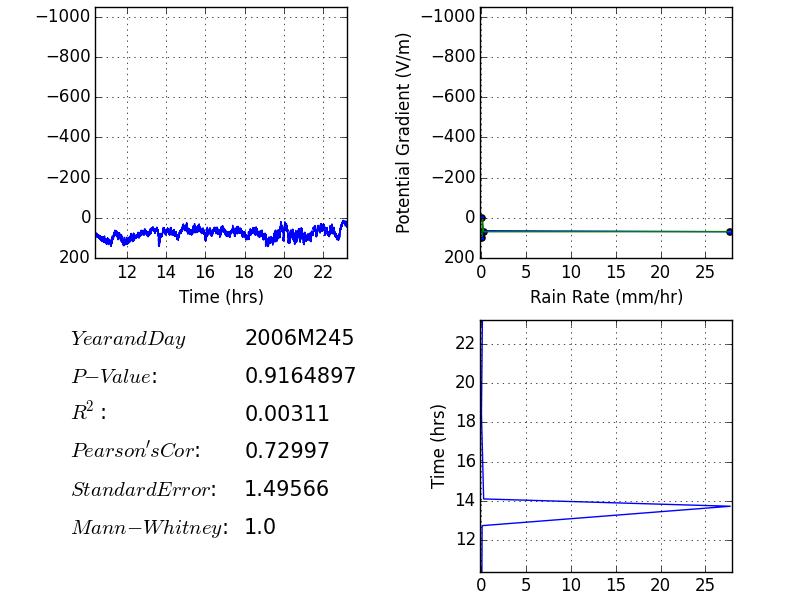 −1000
−800
−600
−400
−200
0
200
12 14 16 18 20 22
Time (hrs)
Potential Gradient (V/m)
−1000
−800
−600
−400
−200
0
200
0 5 10 15 20 25
Rain Rate (mm/hr)
YearandDay 2006M245
P−Value: 0.9164897
R²: 0.00311
Pearson′sCor: 0.72997
StandardError: 1.49566
Mann−Whitney: 1.0
Time (hrs)
22
20
18
16
14
12
0 5 10 15 20 25